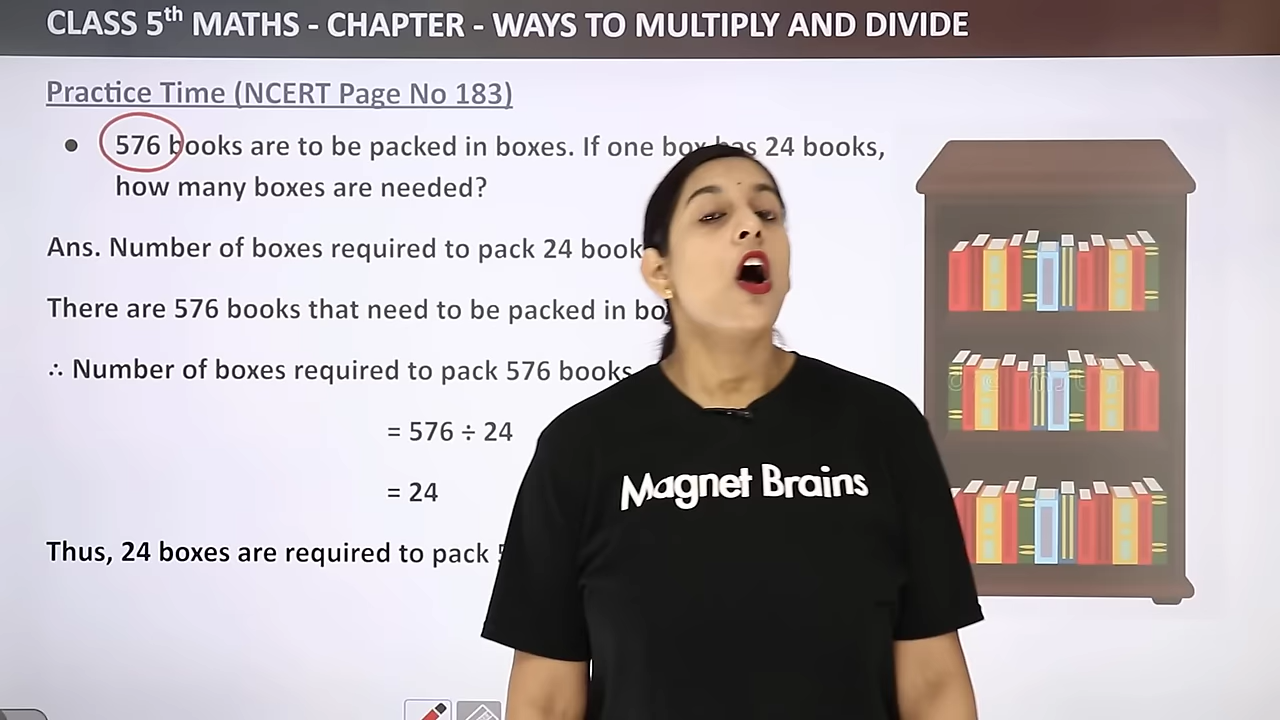 CLASS 5th MATHS - CHAPTER - WAYS TO MULTIPLY AND DIVIDE
Practice Time (NCERT Page No 183)
• 576 books are to be packed in boxes. If one box has 24 books,
how many boxes are needed?
Ans. Number of boxes required to pack 24 book
There are 576 books that need to be packed in
∴ Number of boxes required to pack 576 books
= 576 ÷ 24
= 24
Thus, 24 boxes are required to pack
Magnet Brains